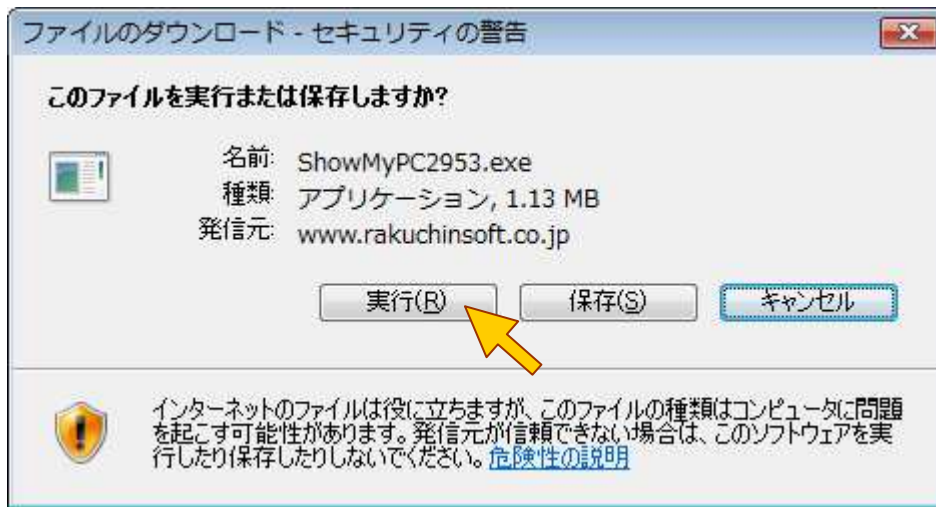 ファイルのダウンロード - セキュリティの警告
このファイルを実行または保存しますか?
名前: ShowMyPC2953.exe
種類: アプリケーション, 1.13 MB
発信元: www.rakuchinsoft.co.jp
実行(R) 保存(S) キャンセル
インターネットのファイルは役に立ちますが、このファイルの種類はコンピュータに問題
を起こす可能性があります。発信元が信頼できない場合は、このソフトウェアを実
行したり保存したりしないでください。危険性の説明